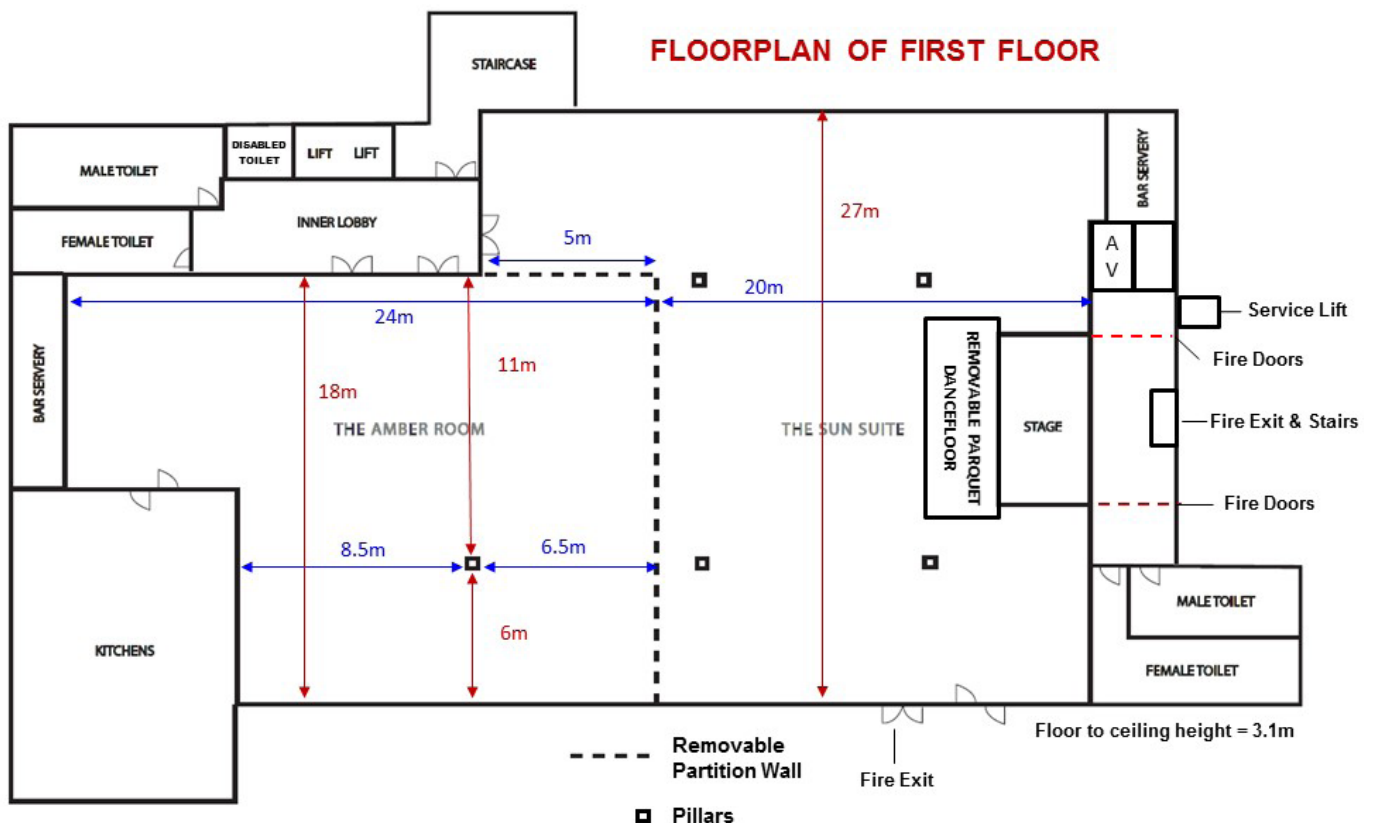 FLOORPLAN OF FIRST FLOOR
STAIRCASE
MALE TOILET
DISABLED
TOILET
LIFT LIFT
BAR SERVERY
INNER LOBBY
FEMALE TOILET
27m
5m
A
V
20m
24m
Service Lift
Fire Doors
BAR SERVERY
18m
11m
THE AMBER ROOM
THE SUN SUITE
REMOVABLE PARQUET
DANCEFLOOR
STAGE
Fire Exit & Stairs
Fire Doors
8.5m
6.5m
6m
MALE TOILET
KITCHENS
FEMALE TOILET
Floor to ceiling height = 3.1m
Removable
Partition Wall
Fire Exit
Pillars